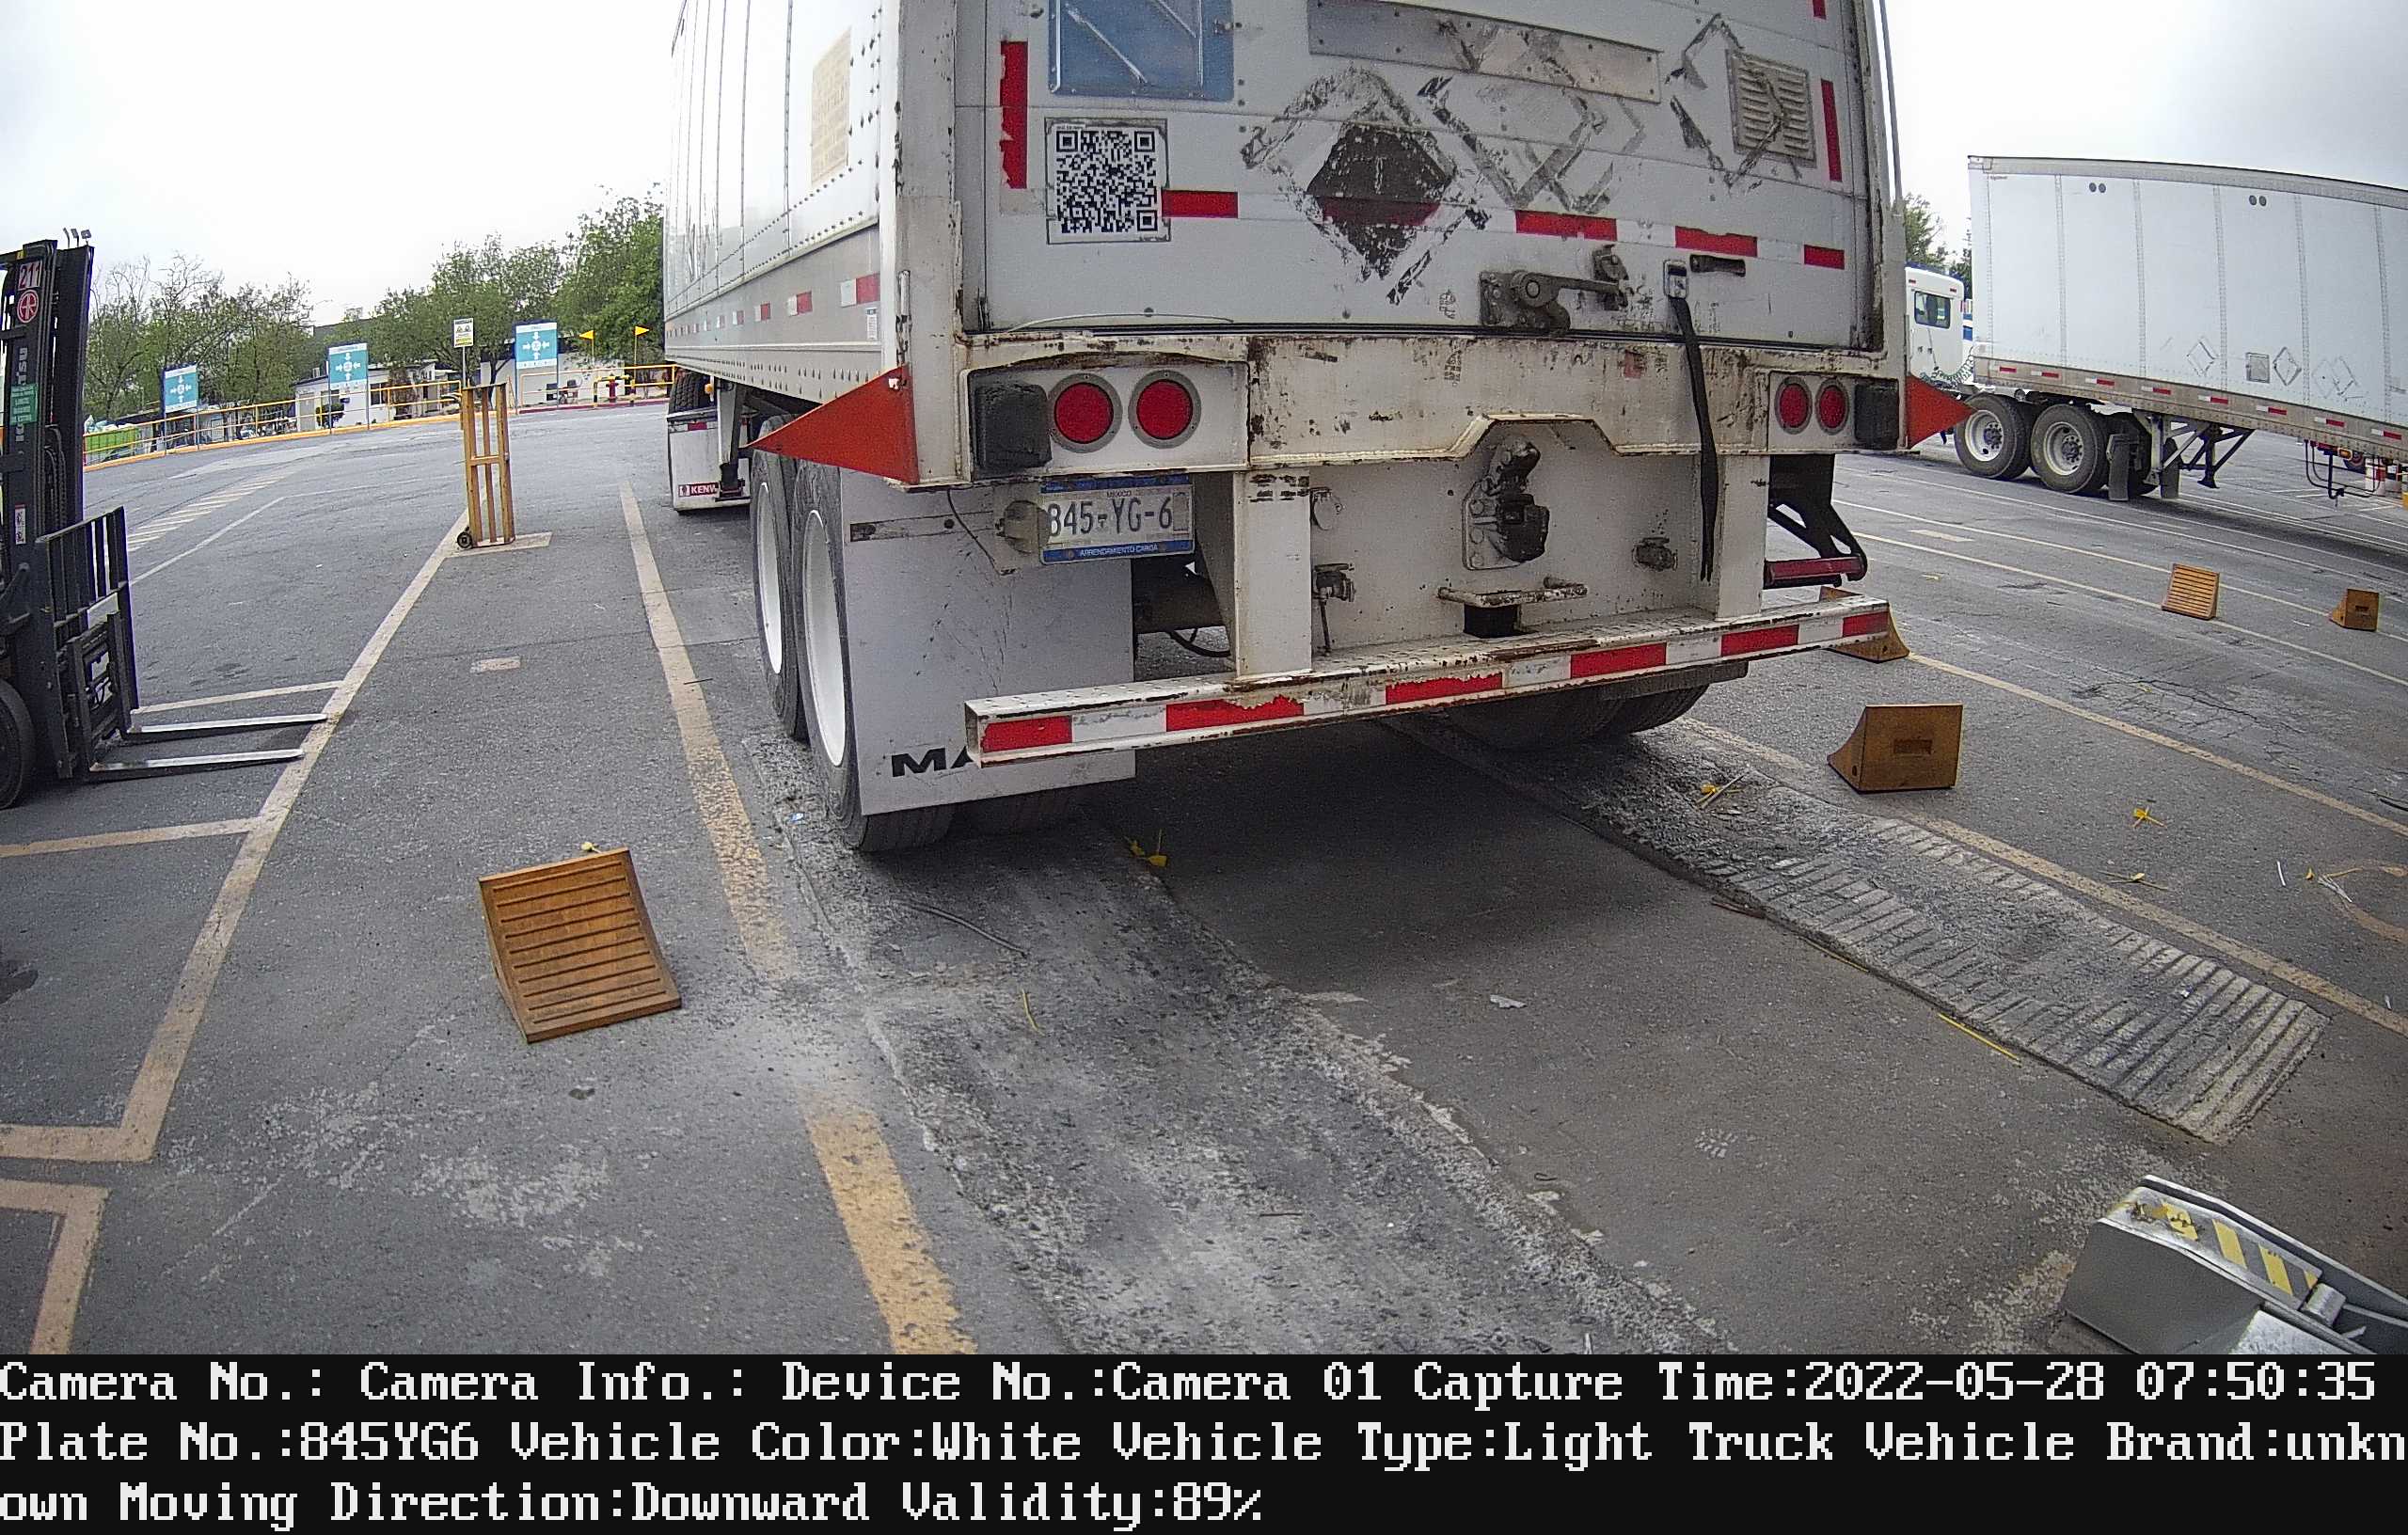 211
KENW
MEXICO
845-YG-6
ARRENDAMIENTO CARGA
MA
Camera No.: Camera Info.: Device No.:Camera 01 Capture Time:2022-05-28 07:50:35
Plate No.:845YG6 Vehicle Color:White Vehicle Type:Light Truck Vehicle Brand:unkn
own Moving Direction:Downward Validity:89%